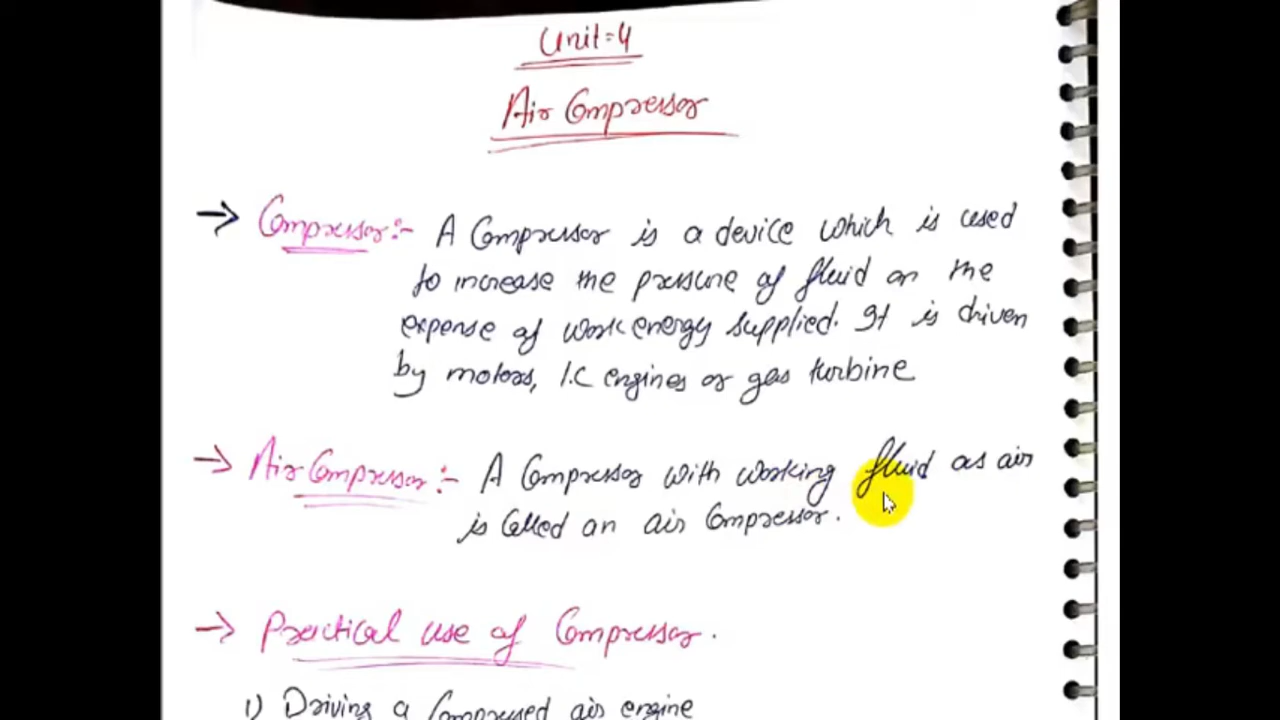 Unit=4
Air Compressor
→ Compressor:- A Compressor is a device which is used
to increase the pressure of fluid on the
expense of work energy supplied. It is driven
by motors, I.C engines or gas turbine
→ Air Compressor:- A Compressor with working fluid as air
is Called an air Compressor.
→ Practical use of Compressor.
1) Driving a Compressed air engine